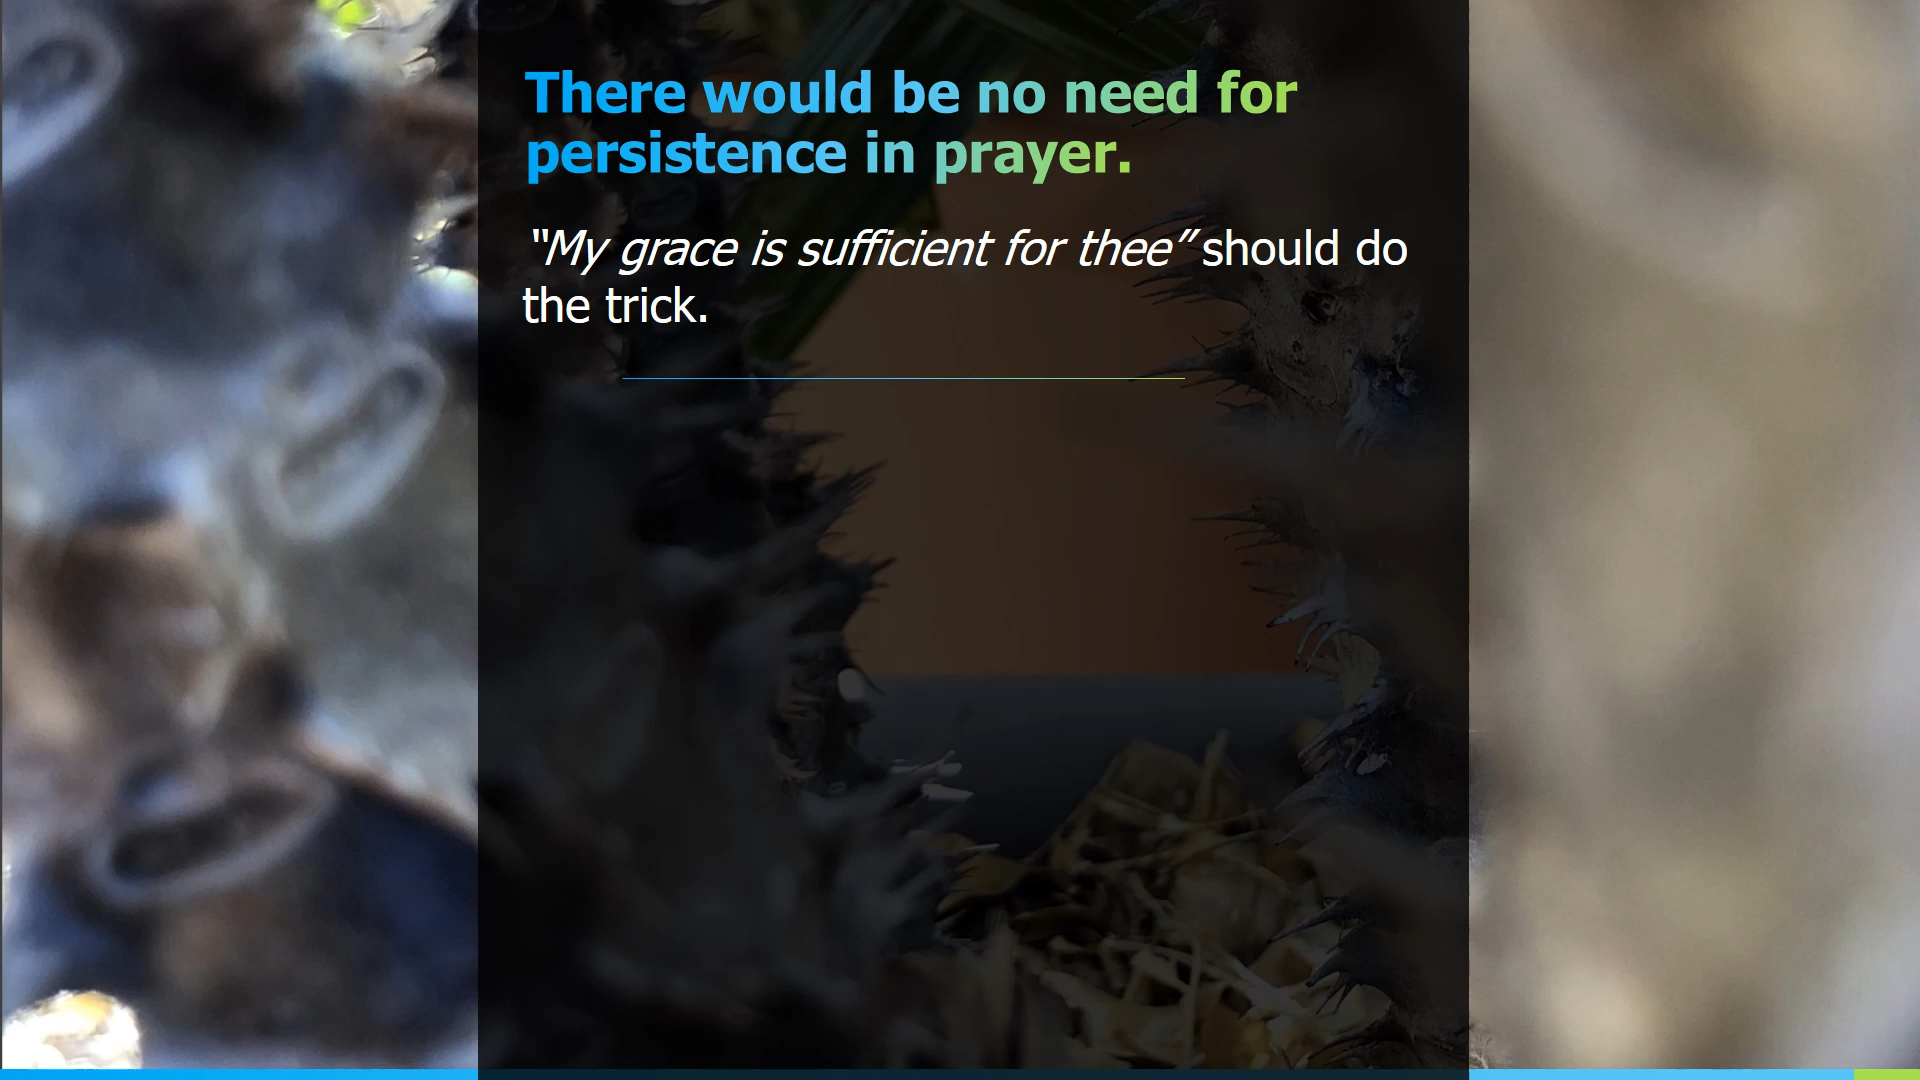 There would be no need for
persistence in prayer.
“My grace is sufficient for thee” should do
the trick.